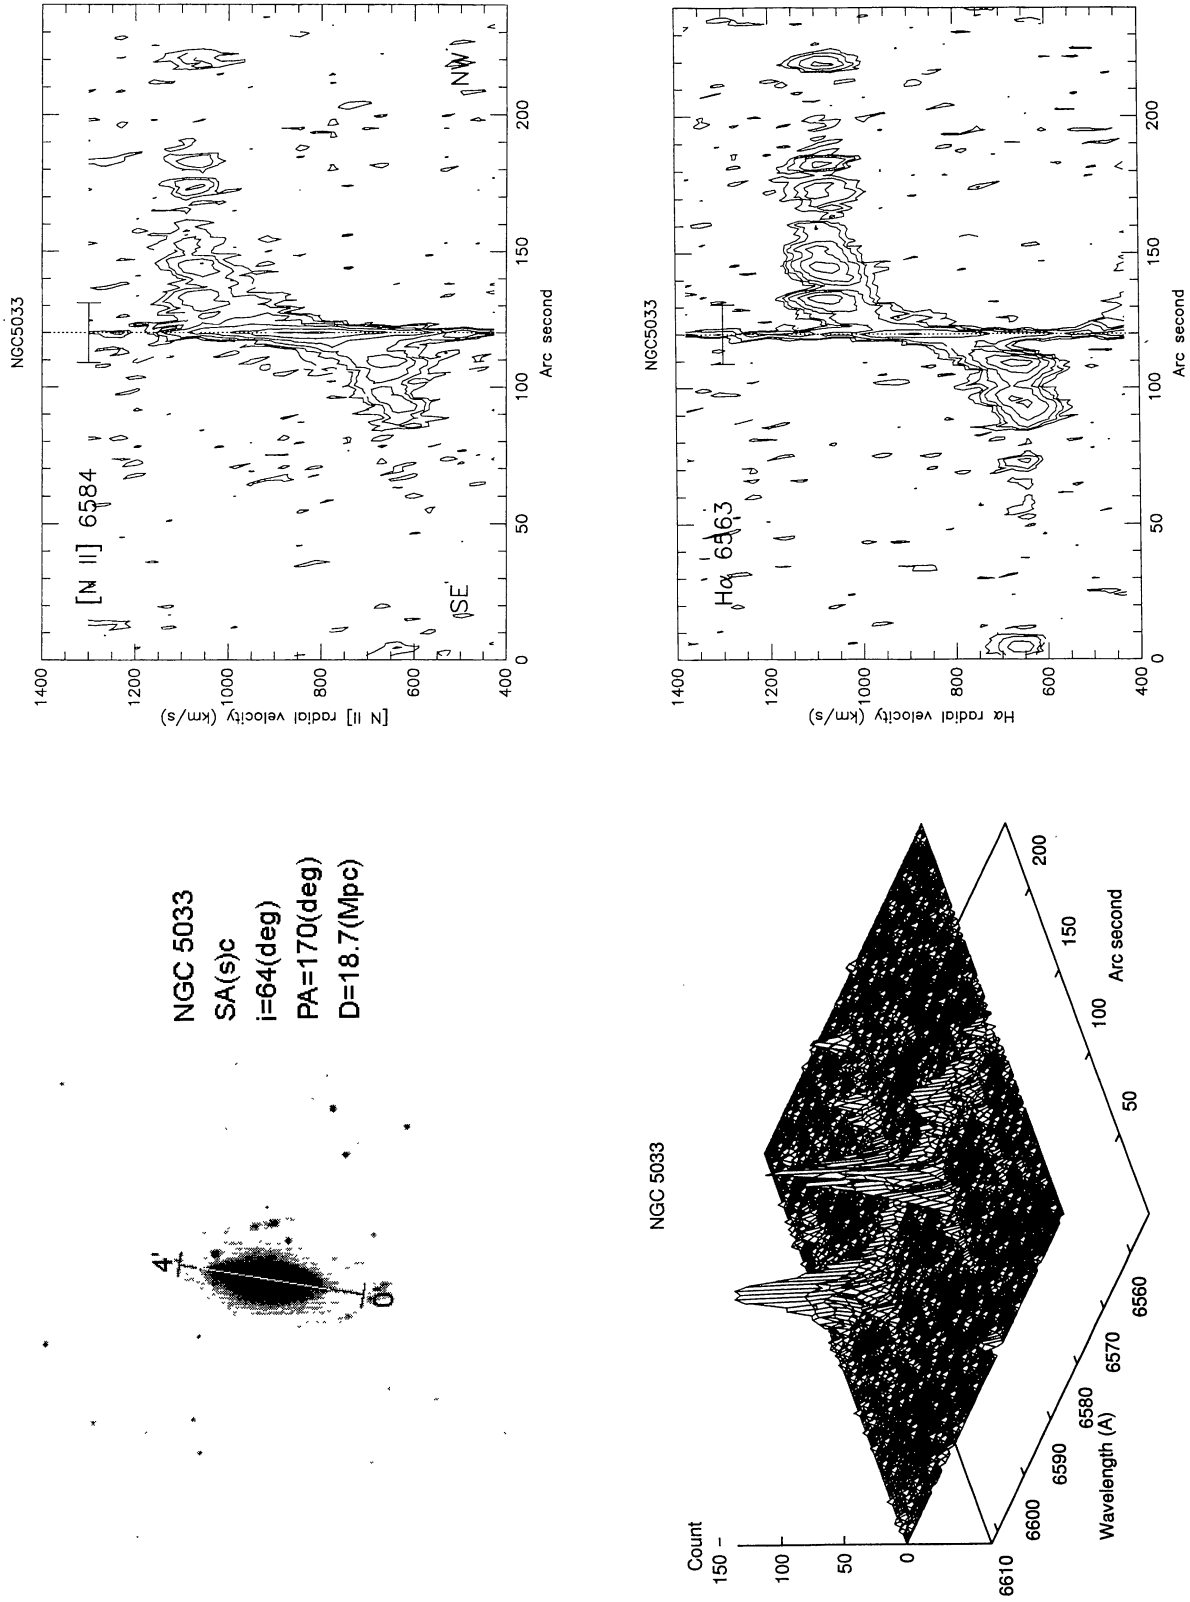 NGC5033
[N II] 6584
SE
NW
1400
1200
1000
800
600
400
[N II] radial velocity (km/s)
0
50
100
150
200
Arc second
NGC5033
Hα 6563
1400
1200
1000
800
600
400
Hα radial velocity (km/s)
0
50
100
150
200
Arc second
NGC 5033
SA(s)c
i=64(deg)
PA=170(deg)
D=18.7(Mpc)
4'
0'
NGC 5033
Count
150
100
50
0
6610
6600
6590
6580
6570
6560
Wavelength (A)
50
100
150
200
Arc second